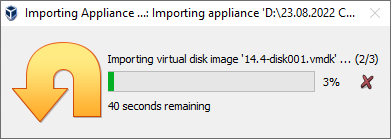 Importing Appliance ...: Importing appliance 'D:\23.08.2022 C...
Importing virtual disk image '14.4-disk001.vmdk' ... (2/3)
3%
40 seconds remaining